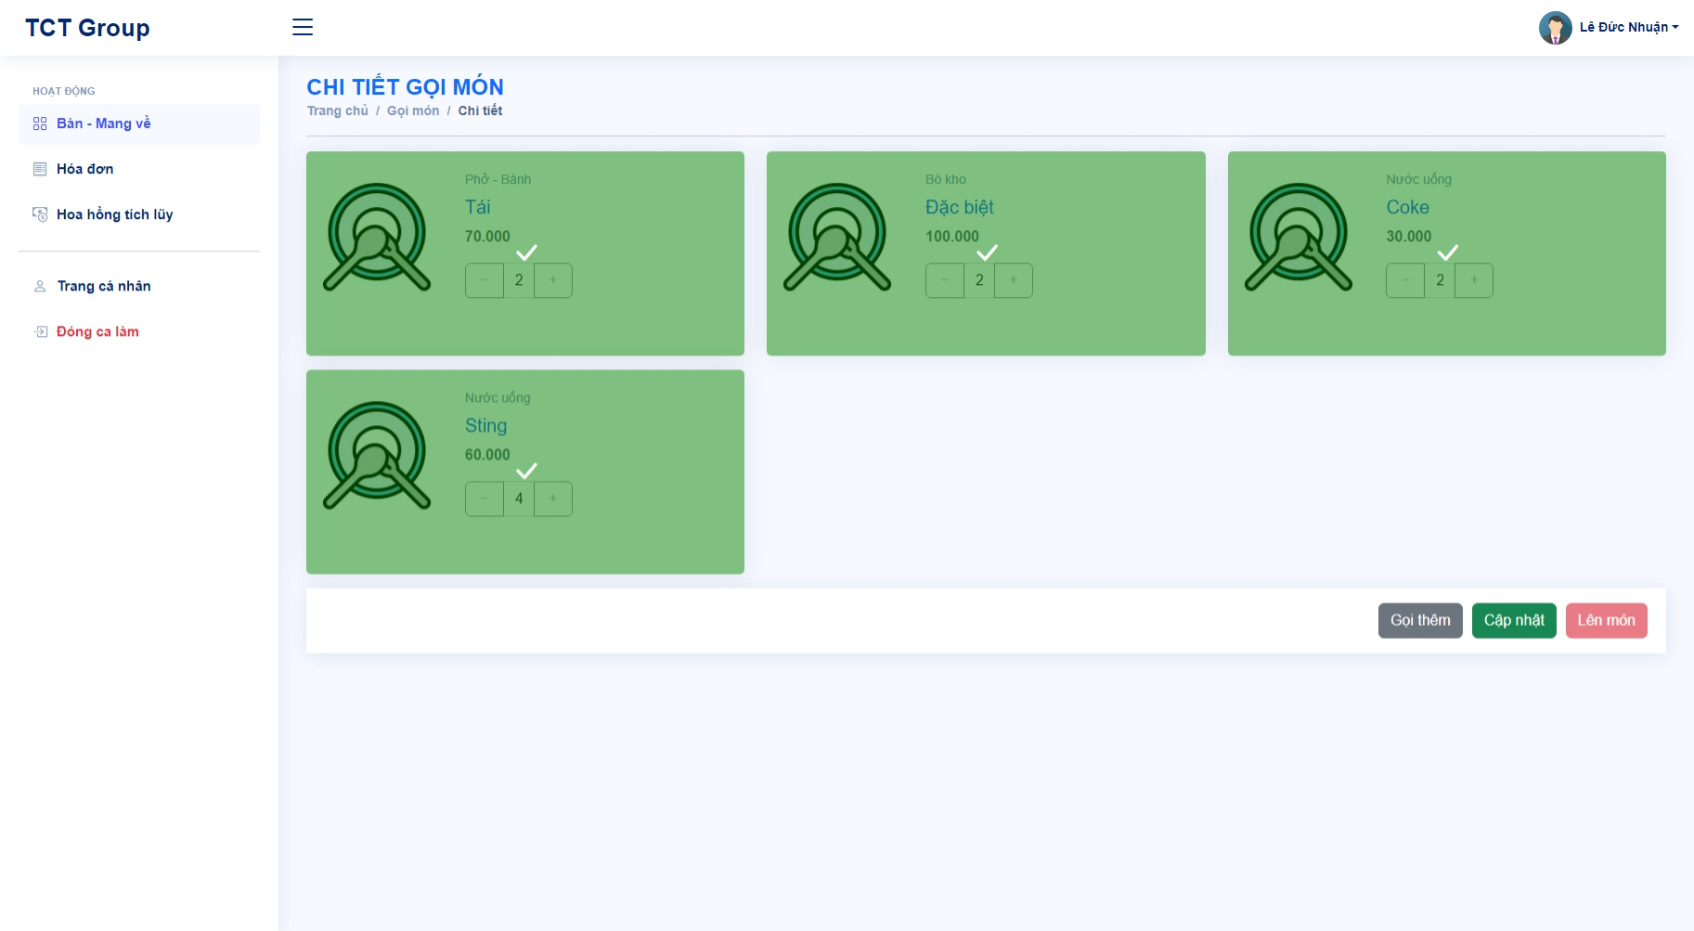 TCT Group
Lê Đức Nhuận
HOẠT ĐỘNG
Bàn - Mang về
Hóa đơn
Hoa hồng tích lũy
Trang cá nhân
Đóng ca làm
CHI TIẾT GỌI MÓN
Trang chủ / Gọi món / Chi tiết
Phở - Bánh
Tái
70.000
- 2 +
Bò kho
Đặc biệt
100.000
- 2 +
Nước uống
Coke
30.000
- 2 +
Nước uống
Sting
60.000
- 4 +
Gọi thêm Cập nhật Lên món